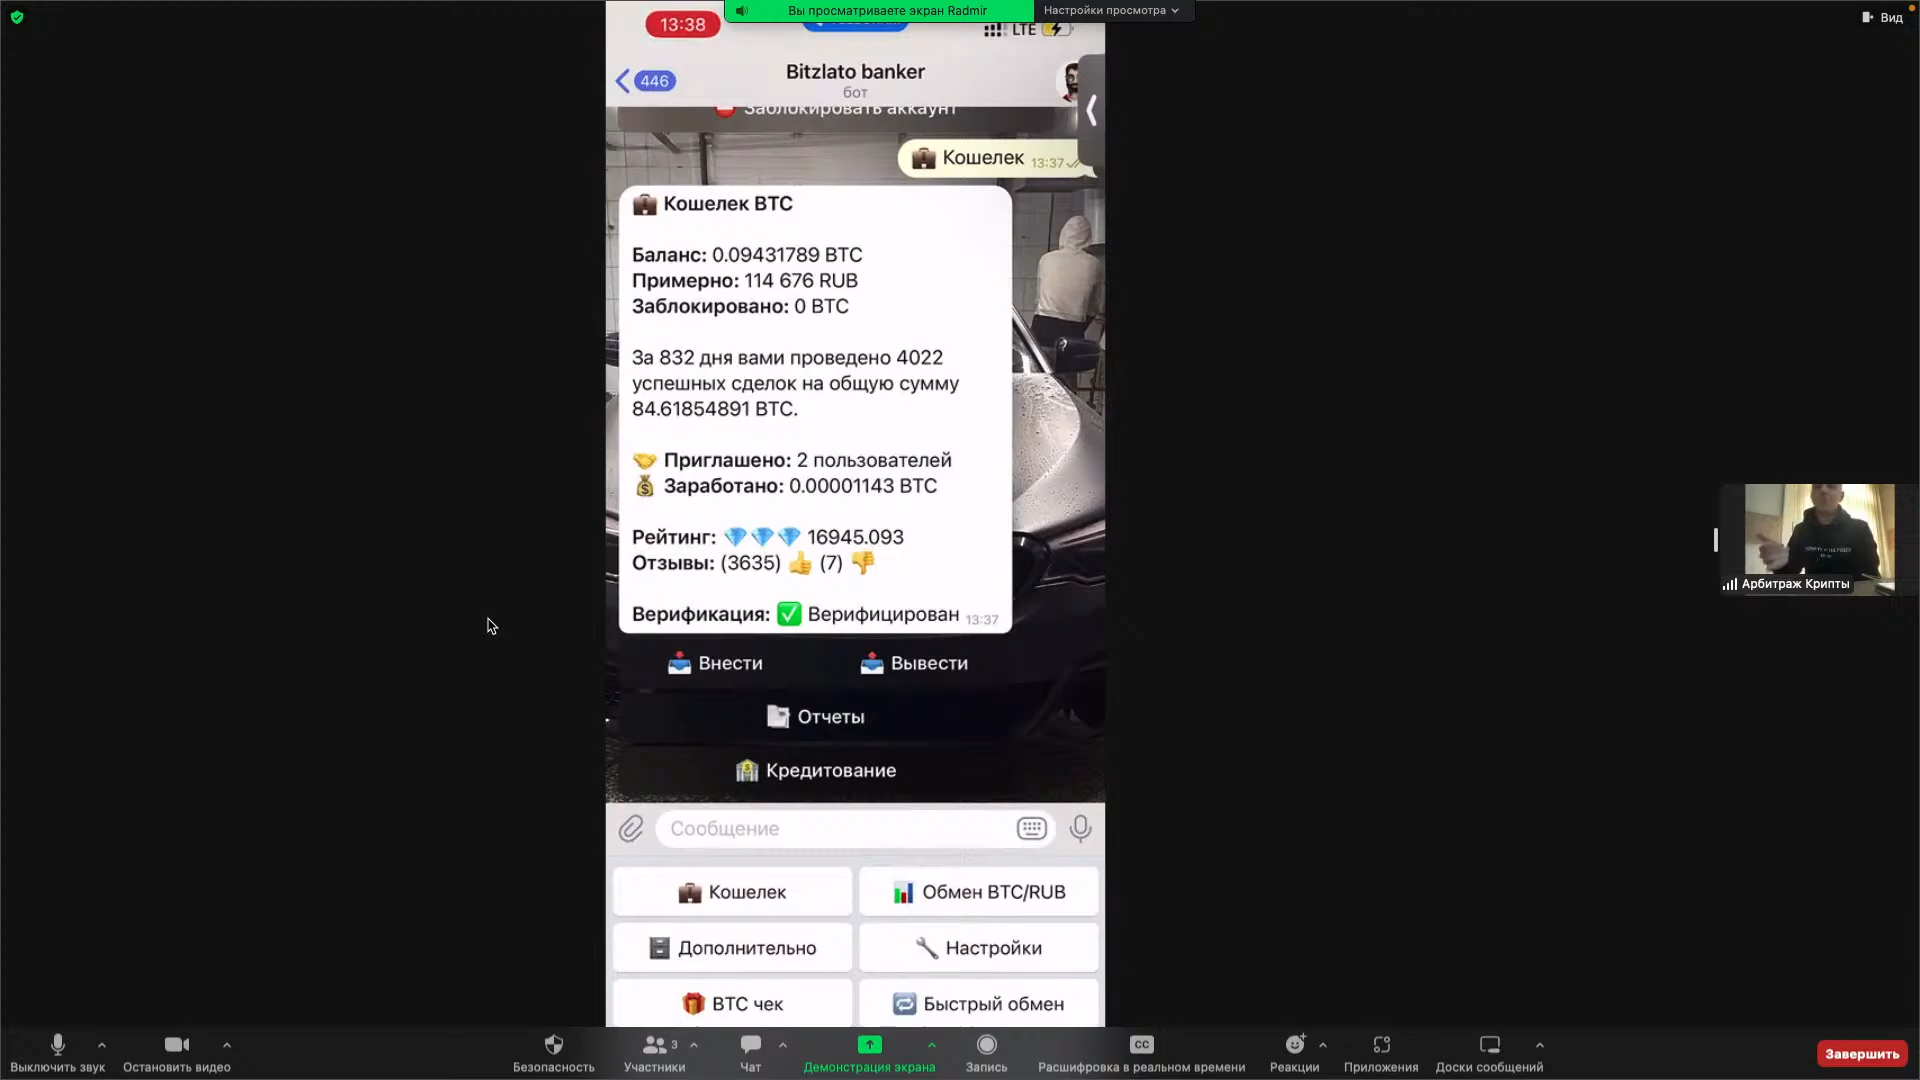 Вы просматриваете экран Radmir
Настройки просмотра
Вид
13:38
LTE
446
Bitzlato banker
бот
Заблокировать аккаунт
Кошелек 13:37
Кошелек BTC
Баланс: 0.09431789 BTC
Примерно: 114 676 RUB
Заблокировано: 0 BTC
За 832 дня вами проведено 4022
успешных сделок на общую сумму
84.61854891 BTC.
Приглашено: 2 пользователей
Заработано: 0.00001143 BTC
Рейтинг: 💎💎💎 16945.093
Отзывы: (3635) 👍 (7) 👎
Верификация: ✅ Верифицирован 13:37
Внести
Вывести
Отчеты
Кредитование
Сообщение
Кошелек
Обмен BTC/RUB
Дополнительно
Настройки
BTC чек
Быстрый обмен
Арбитраж Крипты
Выключить звук
Остановить видео
Безопасность
Участники
3
Чат
Демонстрация экрана
Запись
CC
Расшифровка в реальном времени
Реакции
Приложения
Доски сообщений
Завершить